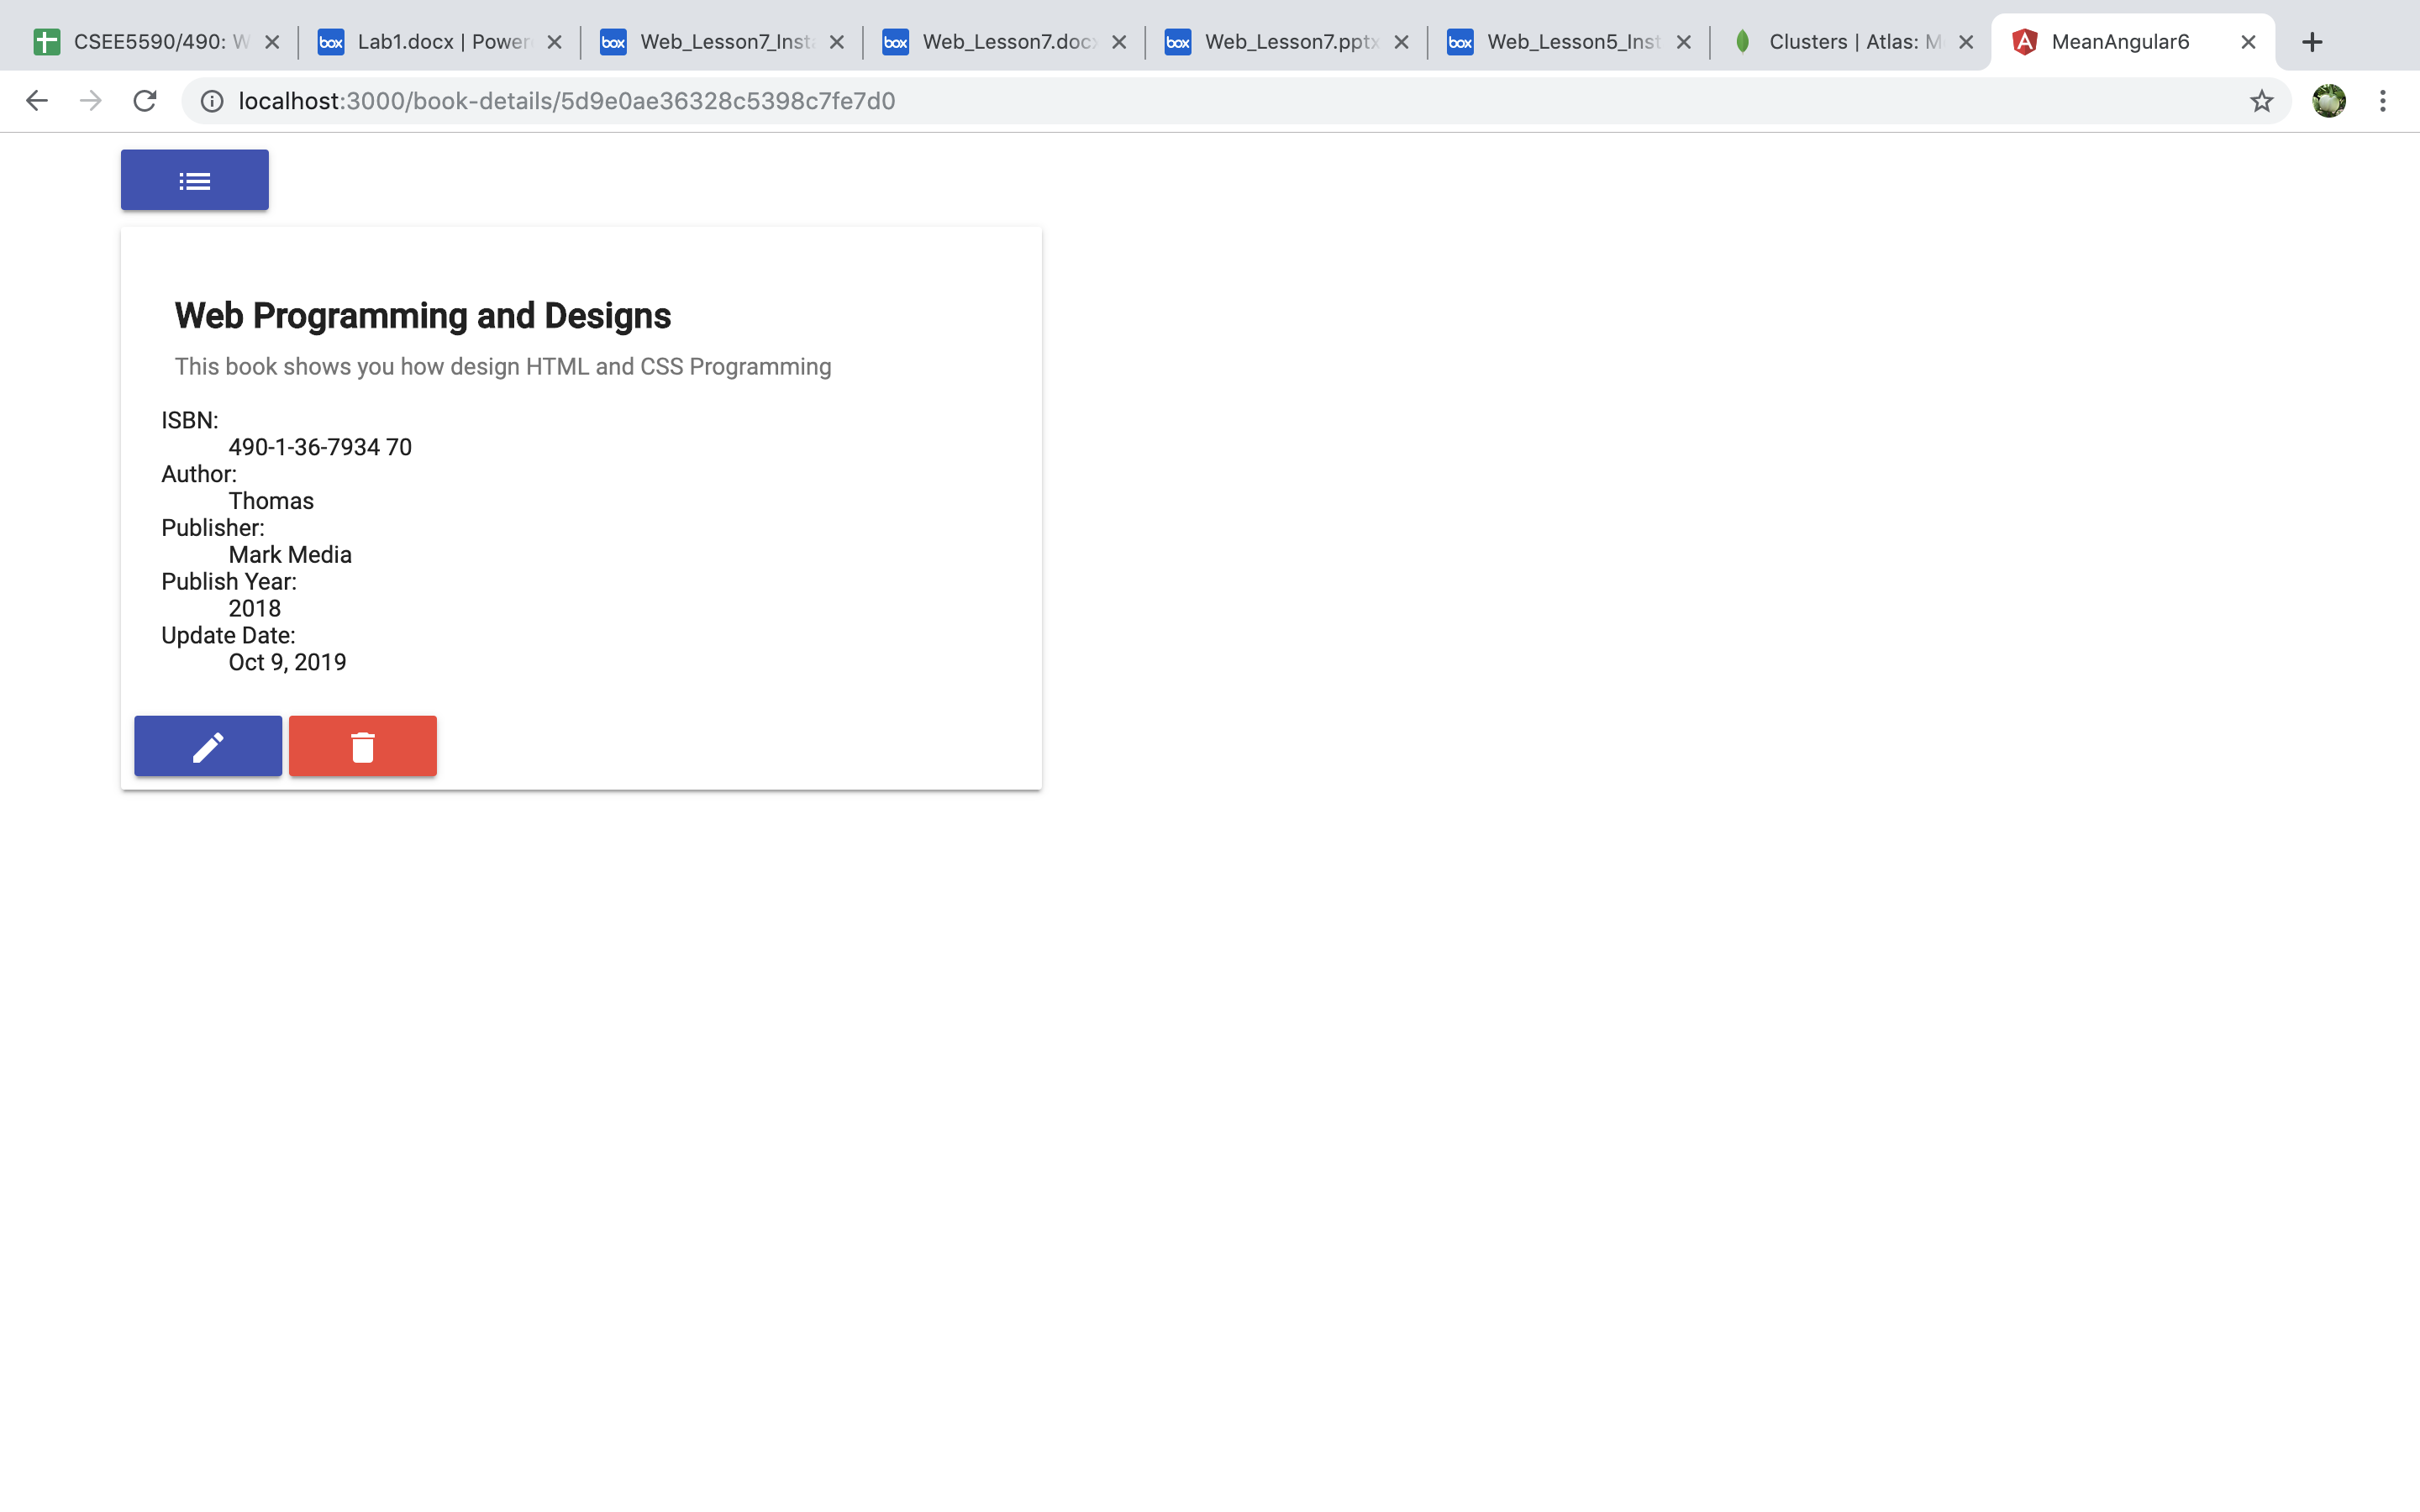 CSEE5590/490: W
box Lab1.docx | Power
box Web_Lesson7_Inst
box Web_Lesson7.doc
box Web_Lesson7.pptx
box Web_Lesson5_Inst
Clusters | Atlas: M
MeanAngular6
localhost:3000/book-details/5d9e0ae36328c5398c7fe7d0
Web Programming and Designs
This book shows you how design HTML and CSS Programming
ISBN:
490-1-36-7934 70
Author:
Thomas
Publisher:
Mark Media
Publish Year:
2018
Update Date:
Oct 9, 2019